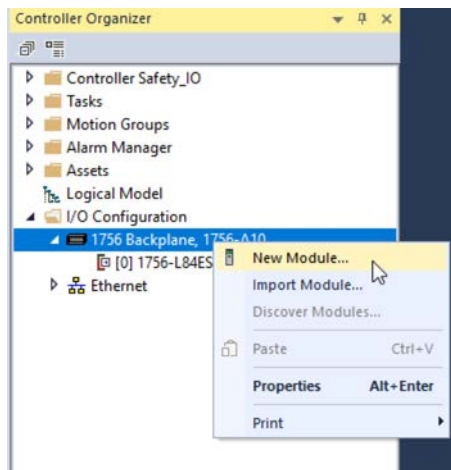 Controller Organizer
Controller Safety_IO
Tasks
Motion Groups
Alarm Manager
Assets
Logical Model
I/O Configuration
1756 Backplane, 1756-A10
[0] 1756-L84ES
Ethernet
New Module...
Import Module...
Discover Modules...
Paste Ctrl+V
Properties Alt+Enter
Print